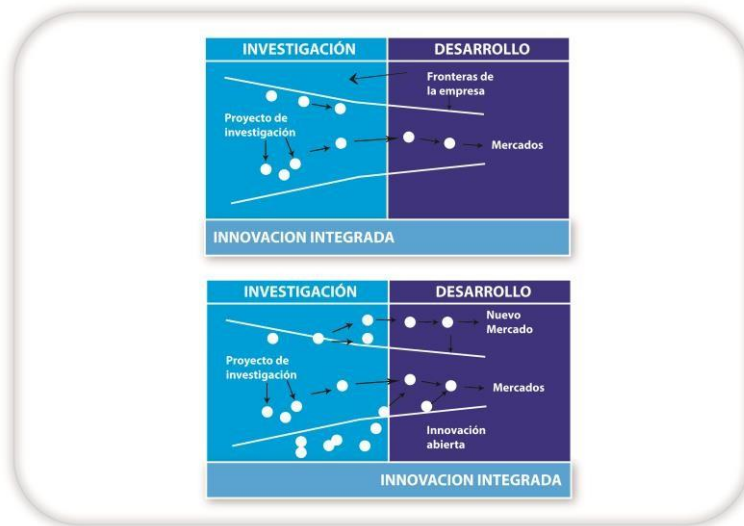 INVESTIGACIÓN
DESARROLLO
Fronteras de
la empresa
Proyecto de
investigación
Mercados
INNOVACION INTEGRADA
INVESTIGACIÓN
DESARROLLO
Nuevo
Mercado
Proyecto de
investigación
Mercados
Innovación
abierta
INNOVACION INTEGRADA